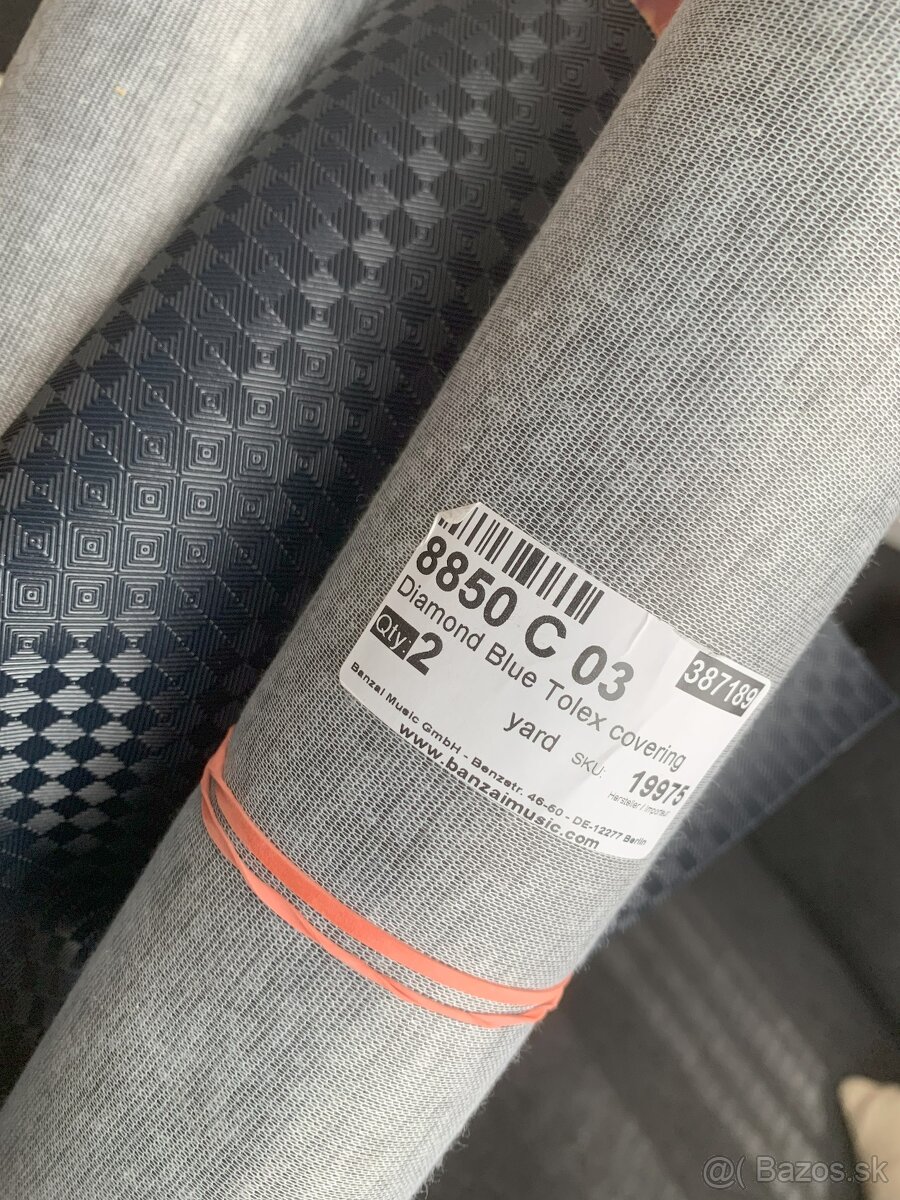 8850 C 03
Diamond Blue Tolex covering
Qty: 2
yard
387189
SKU: 19975
Hersteller / Importeur:
Banzai Music GmbH - Benzstr. 46-60 - DE-12277 Berlin
www.banzaimusic.com
@( Bazos.sk